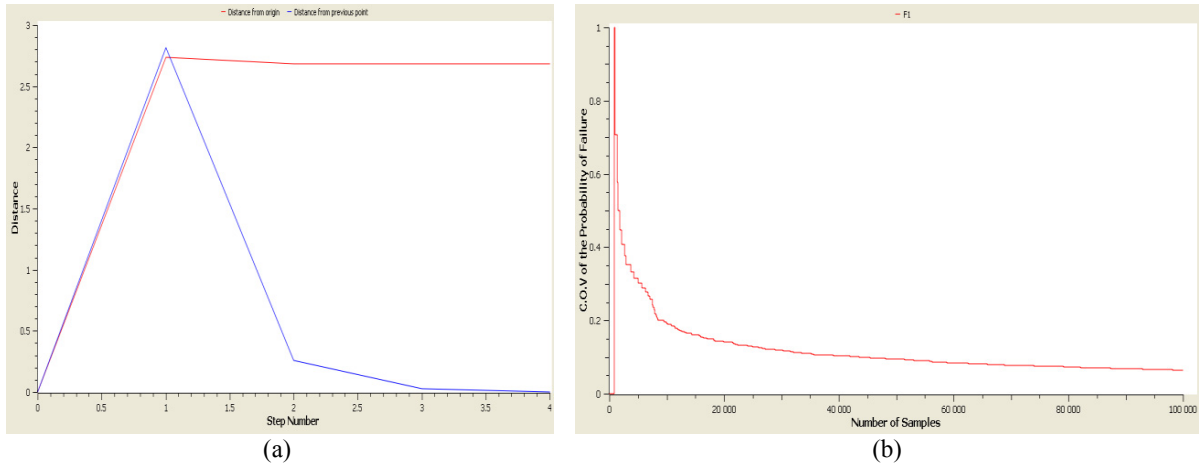 — Distance from origin — Distance from previous point
3
2.5
2
1.5
1
0.5
0
Distance
0 0.5 1 1.5 2 2.5 3 3.5 4
Step Number
(a)
— F1
1
0.8
0.6
0.4
0.2
0
C.O.V of the Probability of Failure
0 20 000 40 000 60 000 80 000 100 000
Number of Samples
(b)